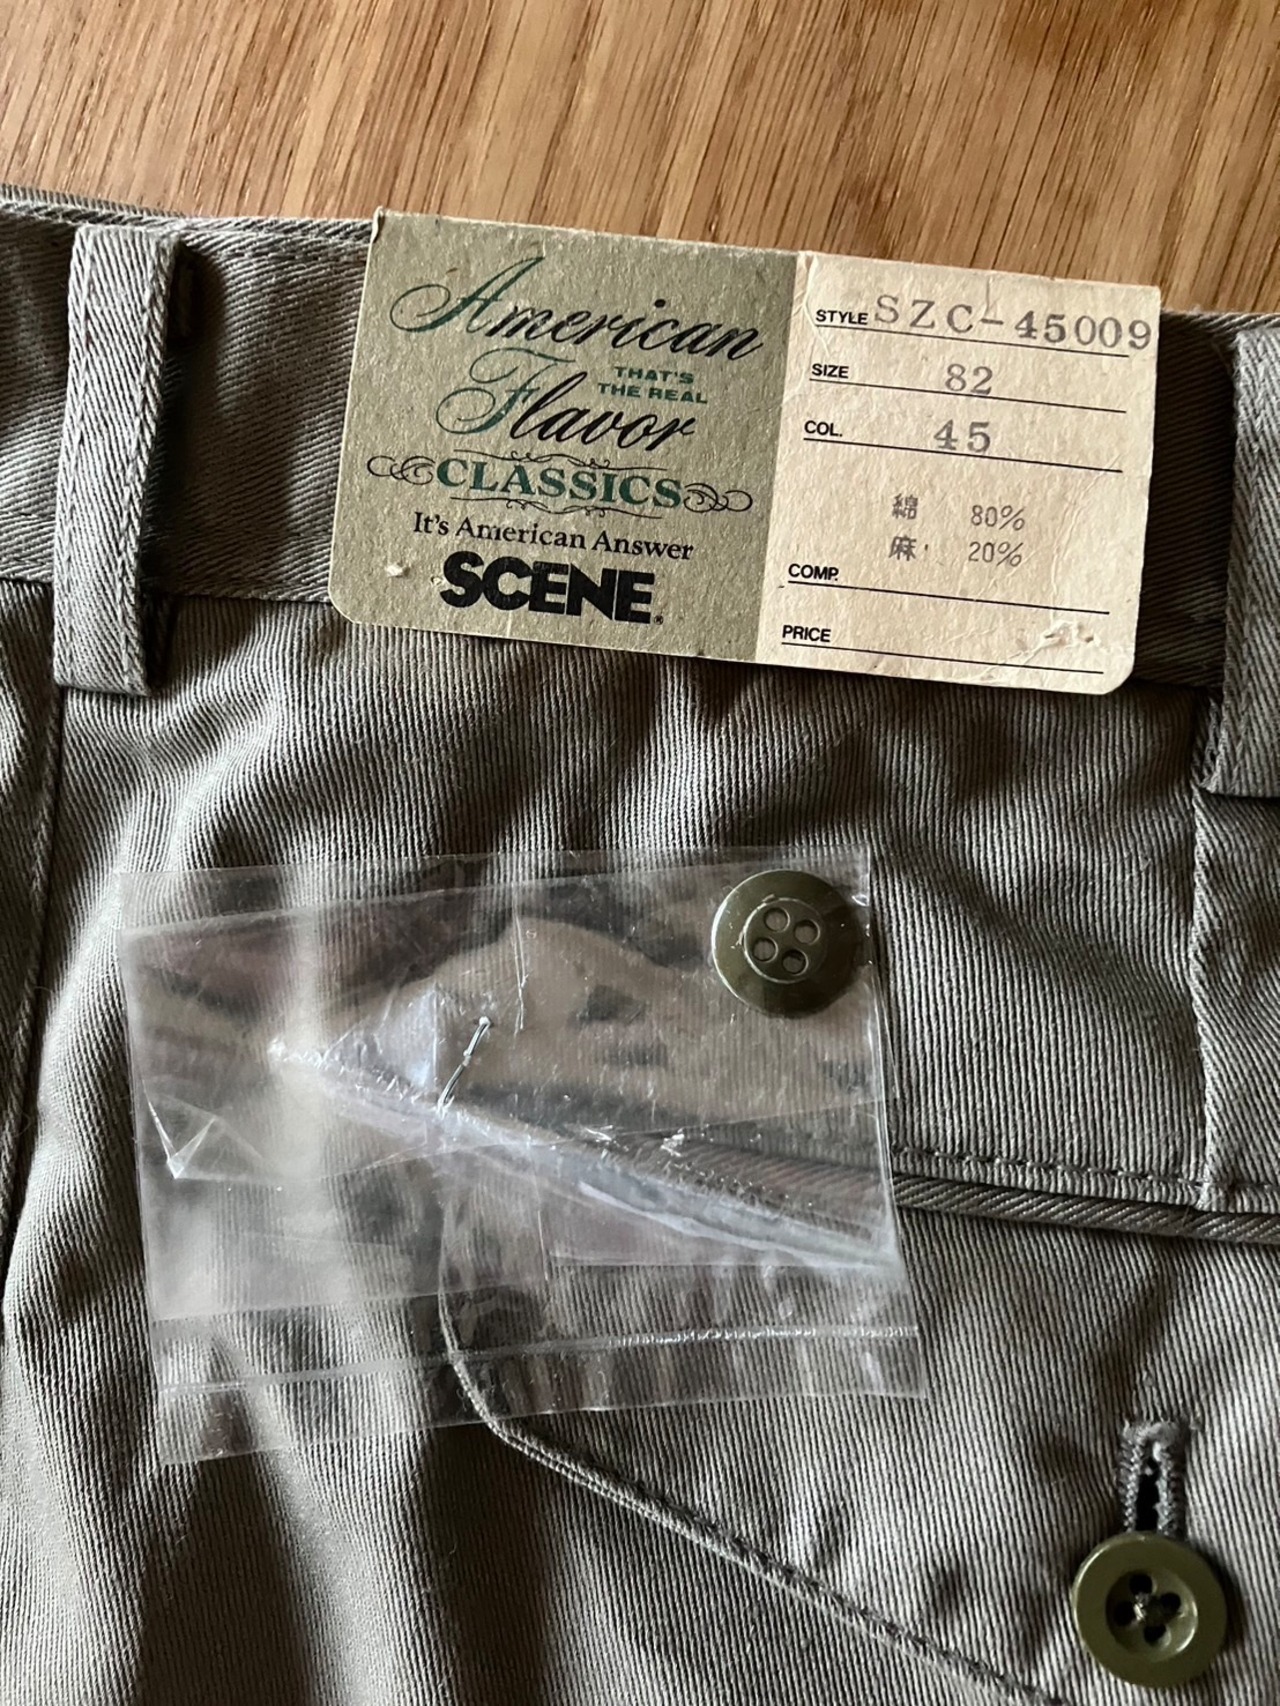 American
THAT'S
THE REAL
Flavor
CLASSICS
It's American Answer
SCENE®
STYLE SZC-45009
SIZE 82
COL. 45
綿 80%
麻 20%
COMP.
PRICE